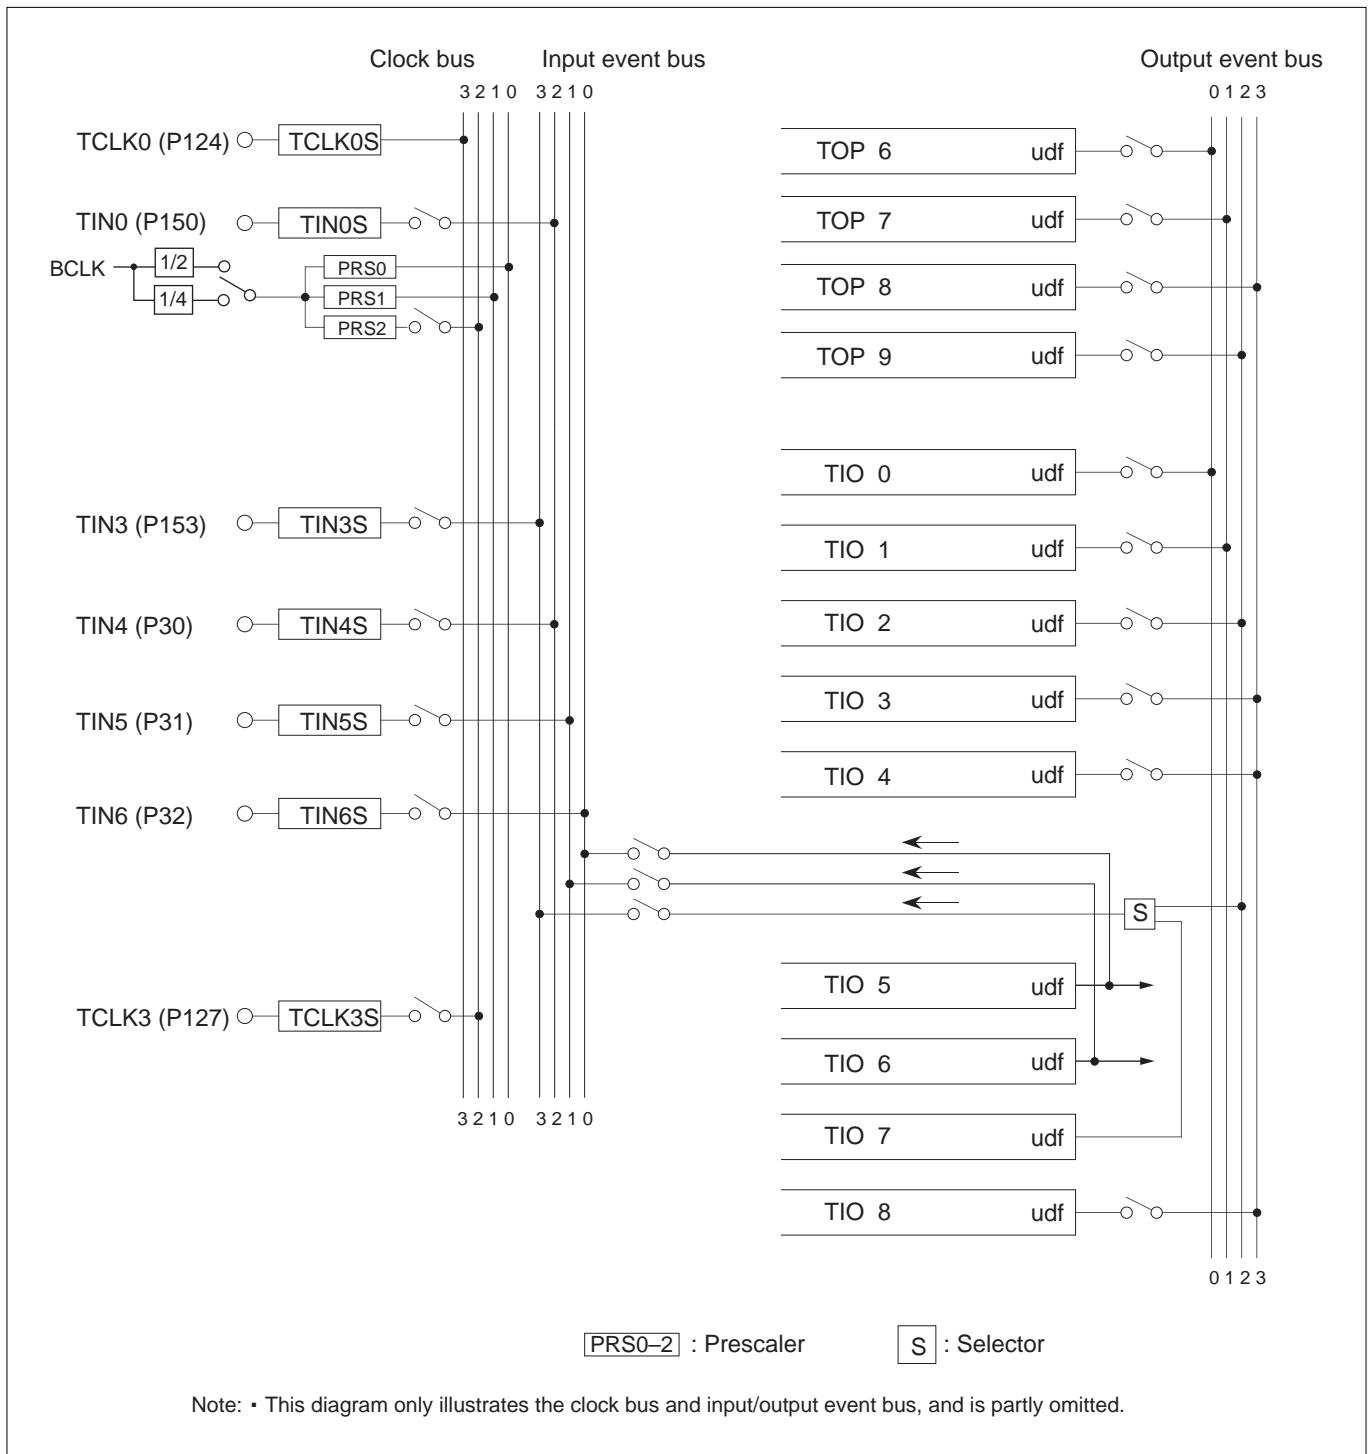 Clock bus
Input event bus
Output event bus
3 2 1 0
3 2 1 0
0 1 2 3
TCLK0 (P124)
TCLK0S
TOP 6
udf
TIN0 (P150)
TIN0S
TOP 7
udf
BCLK
1/2
1/4
PRS0
PRS1
PRS2
TOP 8
udf
TOP 9
udf
TIO 0
udf
TIN3 (P153)
TIN3S
TIO 1
udf
TIN4 (P30)
TIN4S
TIO 2
udf
TIN5 (P31)
TIN5S
TIO 3
udf
TIO 4
udf
TIN6 (P32)
TIN6S
S
TIO 5
udf
TCLK3 (P127)
TCLK3S
TIO 6
udf
3 2 1 0
3 2 1 0
TIO 7
udf
TIO 8
udf
0 1 2 3
PRS0–2 : Prescaler
S : Selector
Note: ▪ This diagram only illustrates the clock bus and input/output event bus, and is partly omitted.